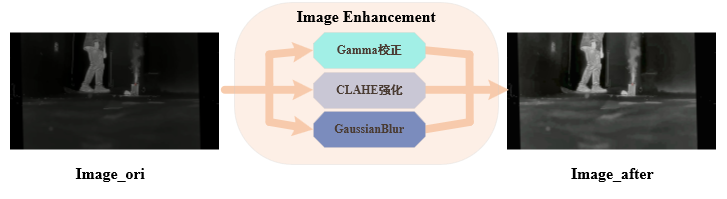 Image Enhancement
Gamma校正
CLAHE强化
GaussianBlur
Image_ori
Image_after